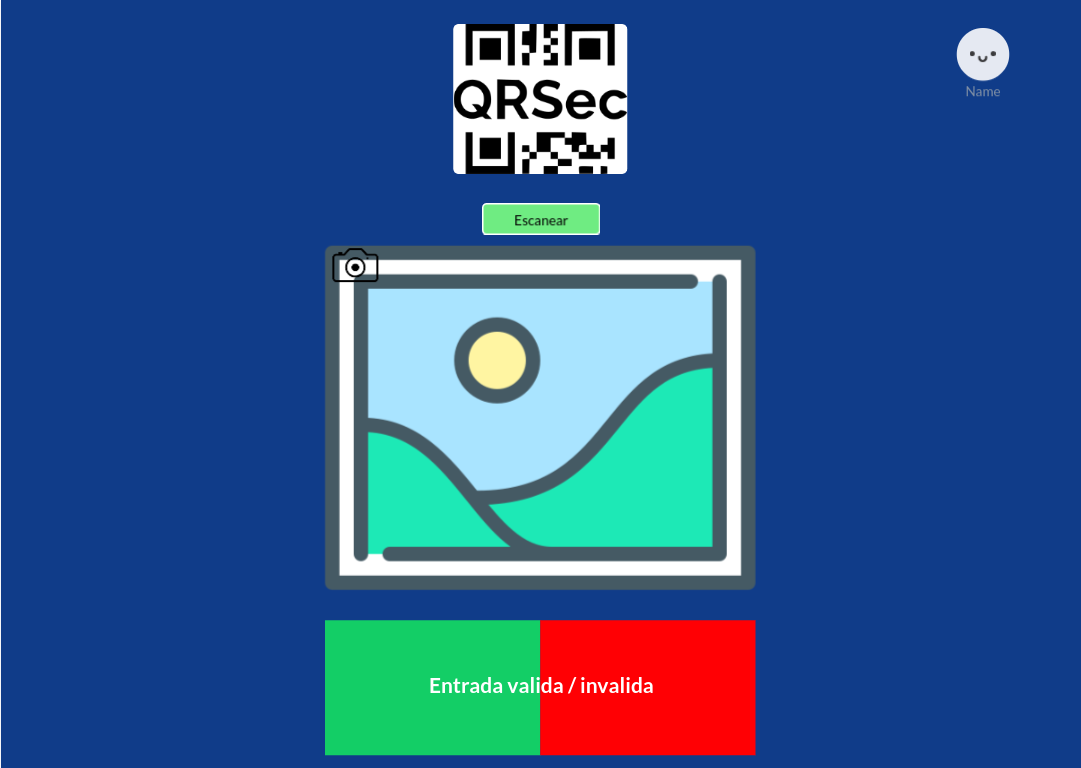 QRSec
Name
Escanear
Entrada valida / invalida